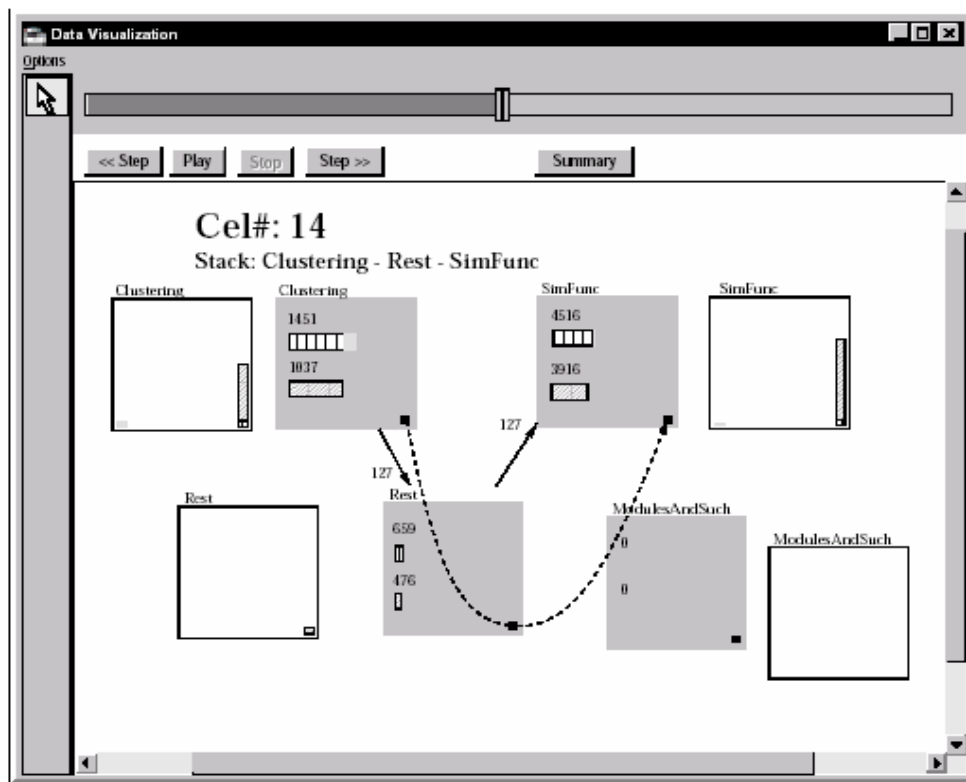 Data Visualization
Options
<< Step Play Stop Step >> Summary
Cel#: 14
Stack: Clustering - Rest - SimFunc
Clustering Clustering SimFunc SimFunc
1451 4516
1037 3916
127
127
Rest Rest ModulesAndSuch
659 0
ModulesAndSuch
476 0